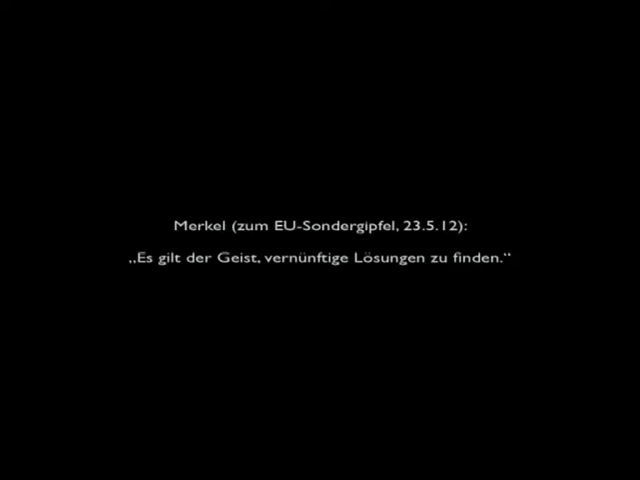 Merkel (zum EU-Sondergipfel, 23.5.12):
„Es gilt der Geist, vernünftige Lösungen zu finden.“